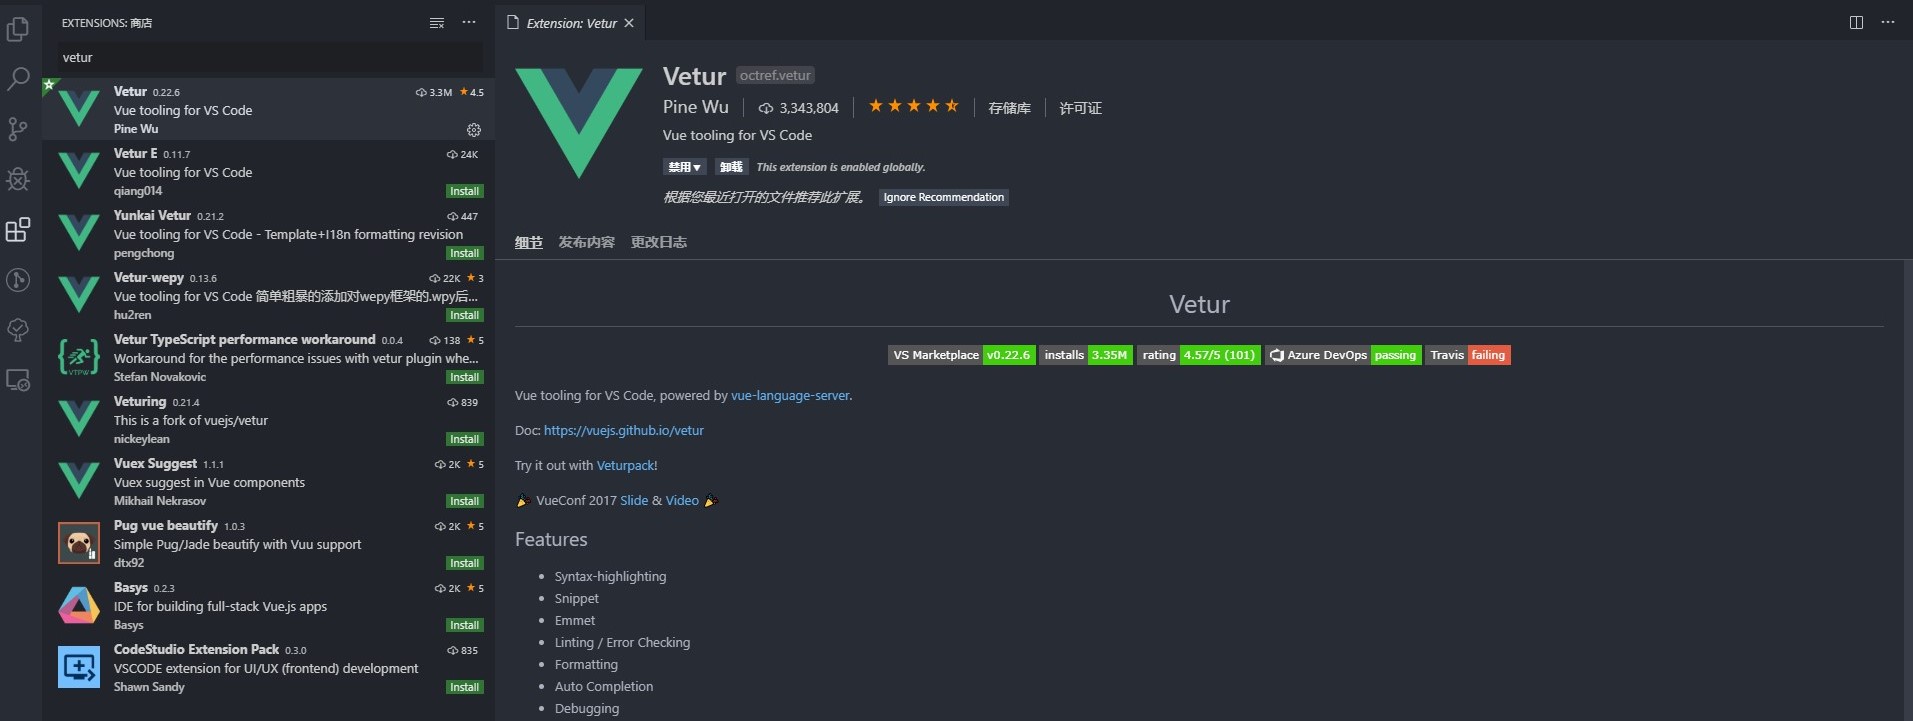 EXTENSIONS: 商店
vetur
Vetur 0.22.6 3.3M 4.5
Vue tooling for VS Code
Pine Wu
Vetur E 0.11.7 24K
Vue tooling for VS Code
qiang014 Install
Yunkai Vetur 0.21.2 447
Vue tooling for VS Code - Template+I18n formatting revision
pengchong Install
Vetur-wepy 0.13.6 22K 3
Vue tooling for VS Code 简单粗暴的添加对wepy框架的.wpy后...
hu2ren Install
Vetur TypeScript performance workaround 0.0.4 138 5
Workaround for the performance issues with vetur plugin whe...
Stefan Novakovic Install
VTPW
Veturing 0.21.4 839
This is a fork of vuejs/vetur
nickeylean Install
Vuex Suggest 1.1.1 2K 5
Vuex suggest in Vue components
Mikhail Nekrasov Install
Pug vue beautify 1.0.3 2K 5
Simple Pug/Jade beautify with Vuu support
dtx92 Install
Basys 0.2.3 2K 5
IDE for building full-stack Vue.js apps
Basys Install
CodeStudio Extension Pack 0.3.0 835
VSCODE extension for UI/UX (frontend) development
Shawn Sandy Install
Extension: Vetur
Vetur octref.vetur
Pine Wu 3,343,804 存储库 许可证
Vue tooling for VS Code
禁用 卸载 This extension is enabled globally.
根据您最近打开的文件推荐此扩展。 Ignore Recommendation
细节 发布内容 更改日志
Vetur
VS Marketplace v0.22.6 installs 3.35M rating 4.57/5 (101) Azure DevOps passing Travis failing
Vue tooling for VS Code, powered by vue-language-server.
Doc: https://vuejs.github.io/vetur
Try it out with Veturpack!
🎉 VueConf 2017 Slide & Video 🎉
Features
• Syntax-highlighting
• Snippet
• Emmet
• Linting / Error Checking
• Formatting
• Auto Completion
• Debugging